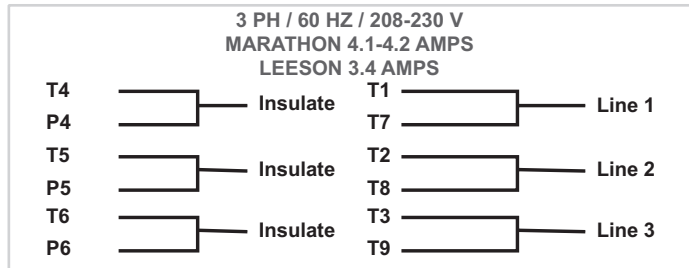 3 PH / 60 HZ / 208-230 V
MARATHON 4.1-4.2 AMPS
LEESON 3.4 AMPS
T4
P4
Insulate
T5
P5
Insulate
T6
P6
Insulate
T1
T7
Line 1
T2
T8
Line 2
T3
T9
Line 3